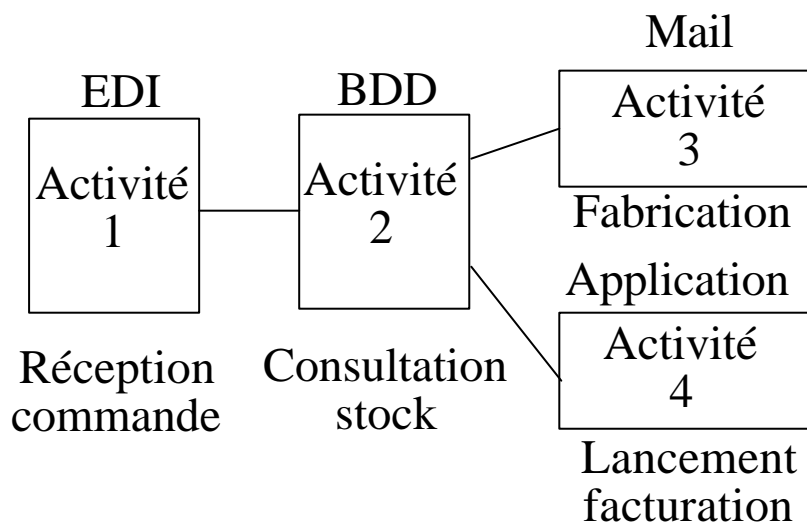 EDI
Activité
1
Réception
commande
BDD
Activité
2
Consultation
stock
Mail
Activité
3
Fabrication
Application
Activité
4
Lancement
facturation